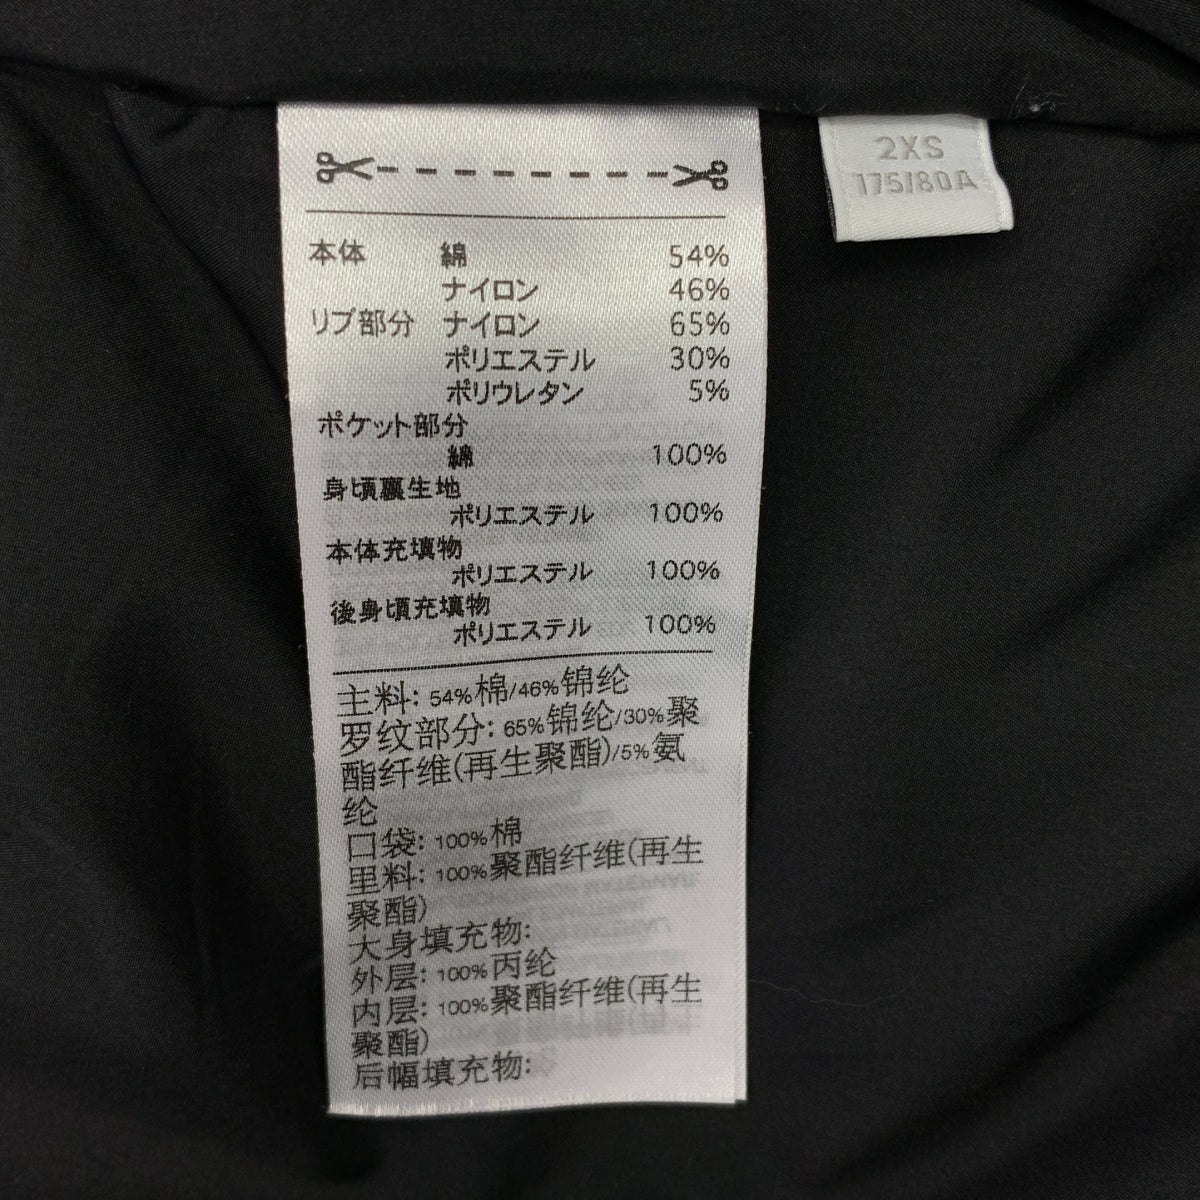 本体 綿 54%
ナイロン 46%
リブ部分 ナイロン 65%
ポリエステル 30%
ポリウレタン 5%
ポケット部分
綿 100%
身頃裏生地
ポリエステル 100%
本体充填物
ポリエステル 100%
後身頃充填物
ポリエステル 100%
主料: 54%棉/46%锦纶
罗纹部分: 65%锦纶/30%聚
酯纤维(再生聚酯)/5%氨
纶
口袋: 100%棉
里料: 100%聚酯纤维(再生
聚酯)
大身填充物:
外层: 100%丙纶
内层: 100%聚酯纤维(再生
聚酯)
后幅填充物:
2XS
175/80A